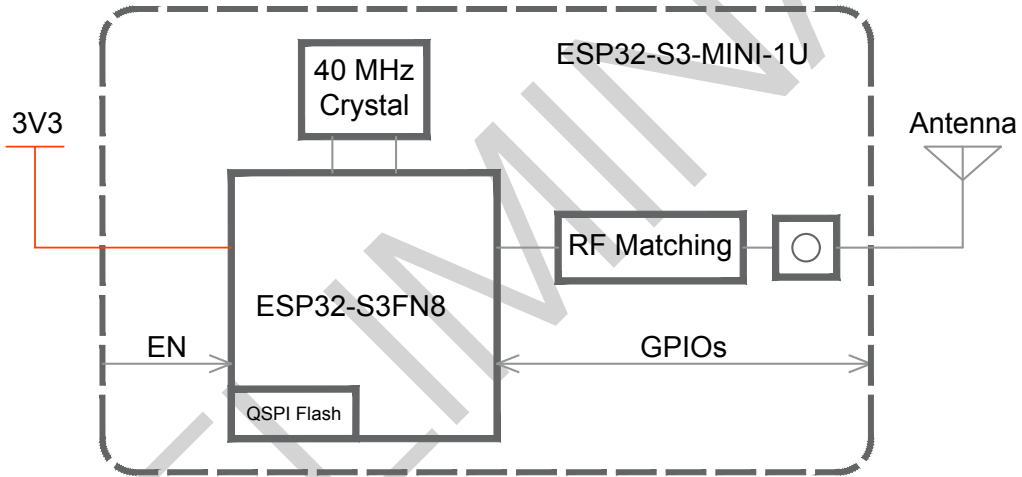 ESP32-S3-MINI-1U
40 MHz
Crystal
3V3
Antenna
RF Matching
ESP32-S3FN8
EN
GPIOs
QSPI Flash